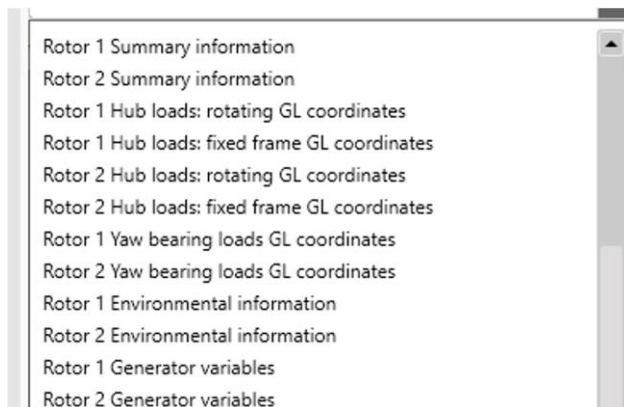 Rotor 1 Summary information
Rotor 2 Summary information
Rotor 1 Hub loads: rotating GL coordinates
Rotor 1 Hub loads: fixed frame GL coordinates
Rotor 2 Hub loads: rotating GL coordinates
Rotor 2 Hub loads: fixed frame GL coordinates
Rotor 1 Yaw bearing loads GL coordinates
Rotor 2 Yaw bearing loads GL coordinates
Rotor 1 Environmental information
Rotor 2 Environmental information
Rotor 1 Generator variables
Rotor 2 Generator variables